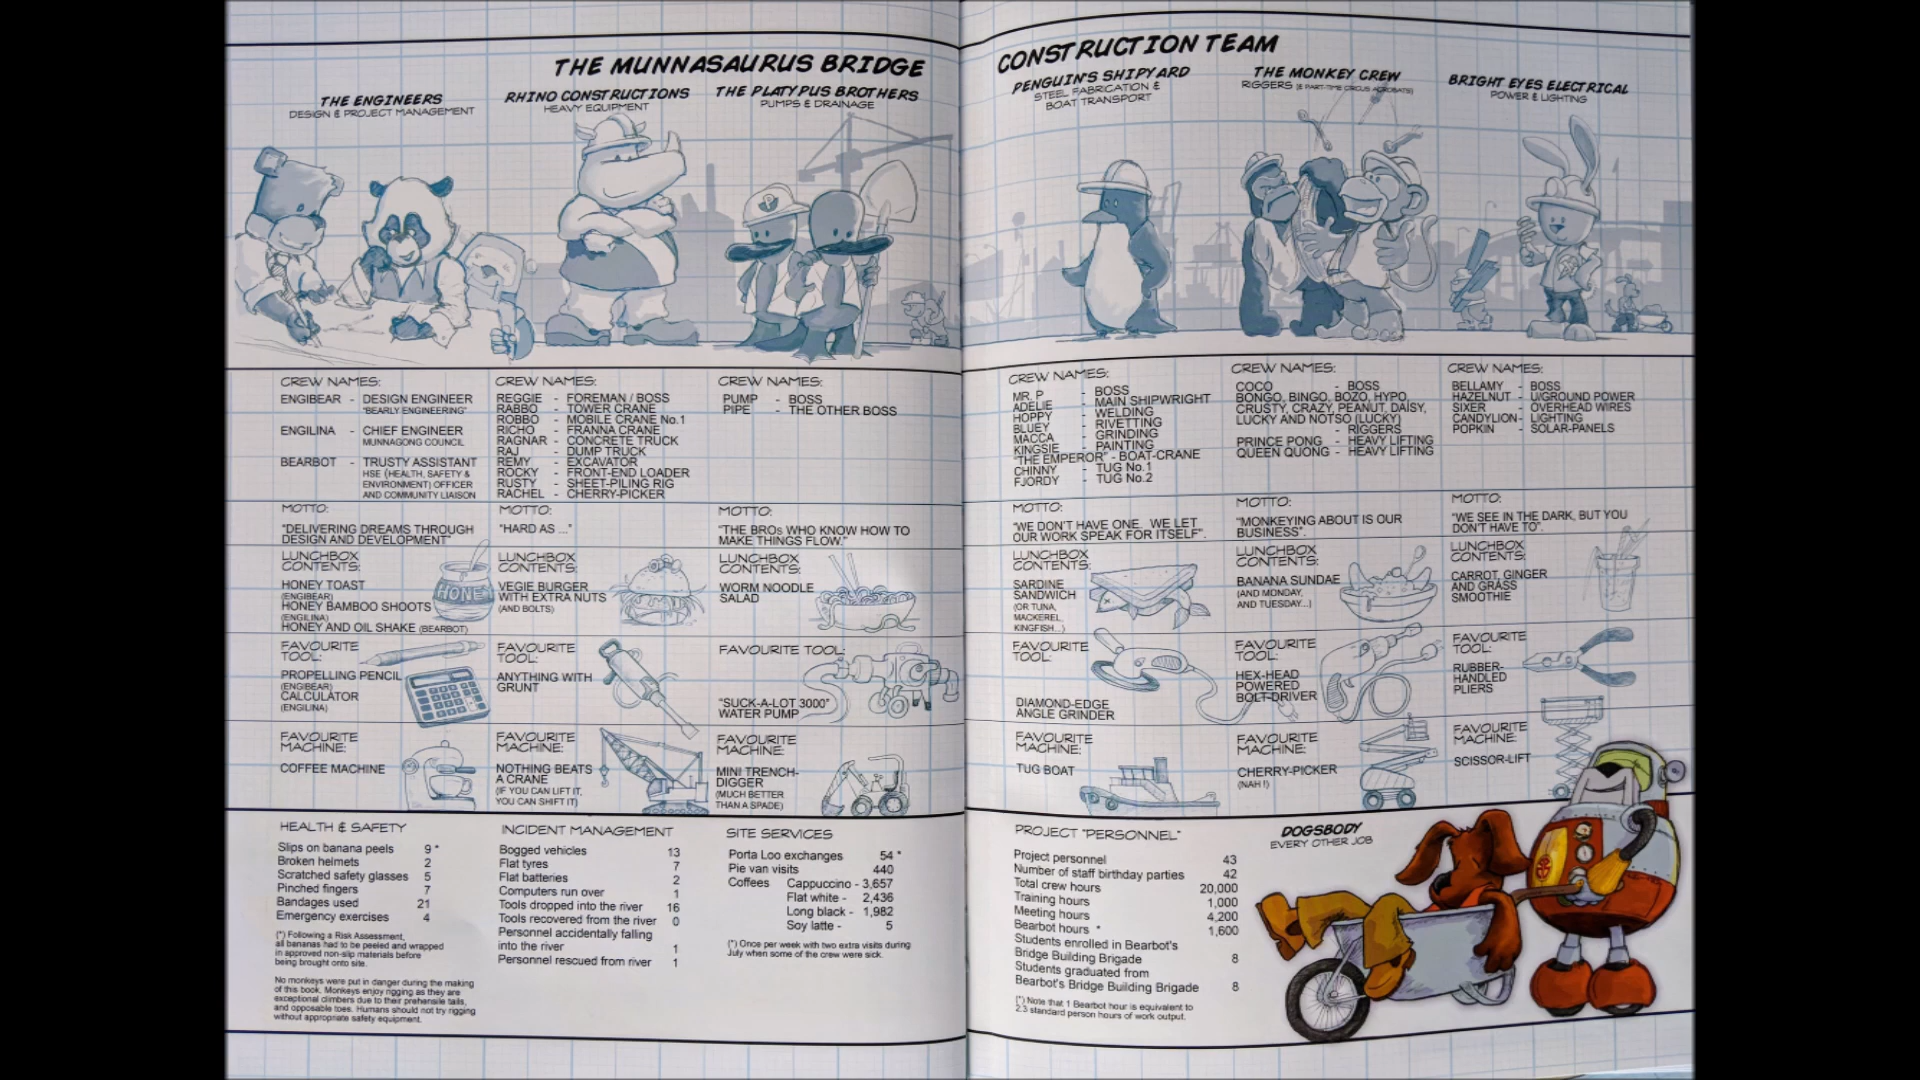 THE MUNNASAURUS BRIDGE
CONSTRUCTION TEAM
THE ENGINEERS
DESIGN & PROJECT MANAGEMENT
RHINO CONSTRUCTIONS
HEAVY EQUIPMENT
THE PLATYPUS BROTHERS
PUMPS & DRAINAGE
PENGUIN'S SHIPYARD
STEEL FABRICATION &
BOAT TRANSPORT
THE MONKEY CREW
RIGGERS (& PART-TIME CIRCUS ACROBATS)
BRIGHT EYES ELECTRICAL
POWER & LIGHTING
CREW NAMES:
ENGIBEAR - DESIGN ENGINEER
"BEARLY ENGINEERING"
ENGILINA - CHIEF ENGINEER
MUNNAGONG COUNCIL
BEARBOT - TRUSTY ASSISTANT
HSE (HEALTH, SAFETY &
ENVIRONMENT) OFFICER
AND COMMUNITY LIAISON
CREW NAMES:
REGGIE - FOREMAN / BOSS
RABBO - TOWER CRANE
ROBBO - MOBILE CRANE No.1
RICHO - FRANNA CRANE
RAGNAR - CONCRETE TRUCK
RAJ - DUMP TRUCK
REMY - EXCAVATOR
ROCKY - FRONT-END LOADER
RUSTY - SHEET-PILING RIG
RACHEL - CHERRY-PICKER
CREW NAMES:
PUMP - BOSS
PIPE - THE OTHER BOSS
CREW NAMES:
MR. P - BOSS
ADELIE - MAIN SHIPWRIGHT
HOPPY - WELDING
BLUEY - RIVETTING
MACCA - GRINDING
KINGSIE - PAINTING
"THE EMPEROR" - BOAT-CRANE
CHINNY - TUG No.1
FJORDY - TUG No.2
CREW NAMES:
COCO - BOSS
BONGO, BINGO, BOZO, HYPO,
CRUSTY, CRAZY, PEANUT, DAISY,
LUCKY AND NOTSO (LUCKY)
- RIGGERS
PRINCE PONG - HEAVY LIFTING
QUEEN QUONG - HEAVY LIFTING
CREW NAMES:
BELLAMY - BOSS
HAZELNUT - U/GROUND POWER
SIXER - OVERHEAD WIRES
CANDYLION - LIGHTING
POPKIN - SOLAR-PANELS
MOTTO:
"DELIVERING DREAMS THROUGH
DESIGN AND DEVELOPMENT"
MOTTO:
"HARD AS ..."
MOTTO:
"THE BROs WHO KNOW HOW TO
MAKE THINGS FLOW."
MOTTO:
"WE DON'T HAVE ONE. WE LET
OUR WORK SPEAK FOR ITSELF".
MOTTO:
"MONKEYING ABOUT IS OUR
BUSINESS".
MOTTO:
"WE SEE IN THE DARK, BUT YOU
DON'T HAVE TO".
LUNCHBOX
CONTENTS:
HONEY TOAST
(ENGIBEAR)
HONEY BAMBOO SHOOTS
(ENGILINA)
HONEY AND OIL SHAKE (BEARBOT)
HONEY
LUNCHBOX
CONTENTS:
VEGIE BURGER
WITH EXTRA NUTS
(AND BOLTS)
LUNCHBOX
CONTENTS:
WORM NOODLE
SALAD
LUNCHBOX
CONTENTS:
SARDINE
SANDWICH
(OR TUNA,
MACKEREL,
KINGFISH...)
LUNCHBOX
CONTENTS:
BANANA SUNDAE
(AND MONDAY,
AND TUESDAY...)
LUNCHBOX
CONTENTS:
CARROT, GINGER
AND GRASS
SMOOTHIE
FAVOURITE
TOOL:
PROPELLING PENCIL
(ENGIBEAR)
CALCULATOR
(ENGILINA)
FAVOURITE
TOOL:
ANYTHING WITH
GRUNT
FAVOURITE TOOL:
"SUCK-A-LOT 3000"
WATER PUMP
FAVOURITE
TOOL:
DIAMOND-EDGE
ANGLE GRINDER
FAVOURITE
TOOL:
HEX-HEAD
POWERED
BOLT-DRIVER
FAVOURITE
TOOL:
RUBBER-
HANDLED
PLIERS
FAVOURITE
MACHINE:
COFFEE MACHINE
FAVOURITE
MACHINE:
NOTHING BEATS
A CRANE
(IF YOU CAN LIFT IT,
YOU CAN SHIFT IT)
FAVOURITE
MACHINE:
MINI TRENCH-
DIGGER
(MUCH BETTER
THAN A SPADE)
FAVOURITE
MACHINE:
TUG BOAT
FAVOURITE
MACHINE:
CHERRY-PICKER
(NAH !)
FAVOURITE
MACHINE:
SCISSOR-LIFT
HEALTH & SAFETY
Slips on banana peels 9 *
Broken helmets 2
Scratched safety glasses 5
Pinched fingers 7
Bandages used 21
Emergency exercises 4
(*) Following a Risk Assessment,
all bananas had to be peeled and wrapped
in approved non-slip materials before
being brought onto site.
No monkeys were put in danger during the making
of this book. Monkeys enjoy rigging as they are
exceptional climbers due to their prehensile tails,
and opposable toes. Humans should not try rigging
without appropriate safety equipment.
INCIDENT MANAGEMENT
Bogged vehicles 13
Flat tyres 7
Flat batteries 2
Computers run over 1
Tools dropped into the river 16
Tools recovered from the river 0
Personnel accidentally falling
into the river 1
Personnel rescued from river 1
SITE SERVICES
Porta Loo exchanges 54 *
Pie van visits 440
Coffees Cappuccino - 3,657
Flat white - 2,436
Long black - 1,982
Soy latte - 5
(*) Once per week with two extra visits during
July when some of the crew were sick.
PROJECT "PERSONNEL"
Project personnel 43
Number of staff birthday parties 42
Total crew hours 20,000
Training hours 1,000
Meeting hours 4,200
Bearbot hours * 1,600
Students enrolled in Bearbot's
Bridge Building Brigade 8
Students graduated from
Bearbot's Bridge Building Brigade 8
(*) Note that 1 Bearbot hour is equivalent to
2.3 standard person hours of work output.
DOGSBODY
EVERY OTHER JOB